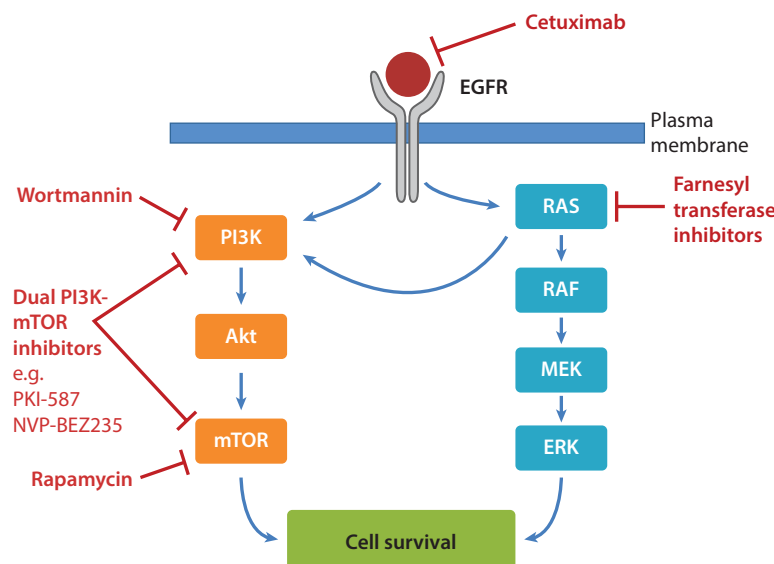 Cetuximab
EGFR
Plasma
membrane
Wortmannin
Farnesyl
transferase
inhibitors
RAS
PI3K
RAF
Dual PI3K-
mTOR
inhibitors
e.g.
PKI-587
NVP-BEZ235
Akt
MEK
mTOR
ERK
Rapamycin
Cell survival